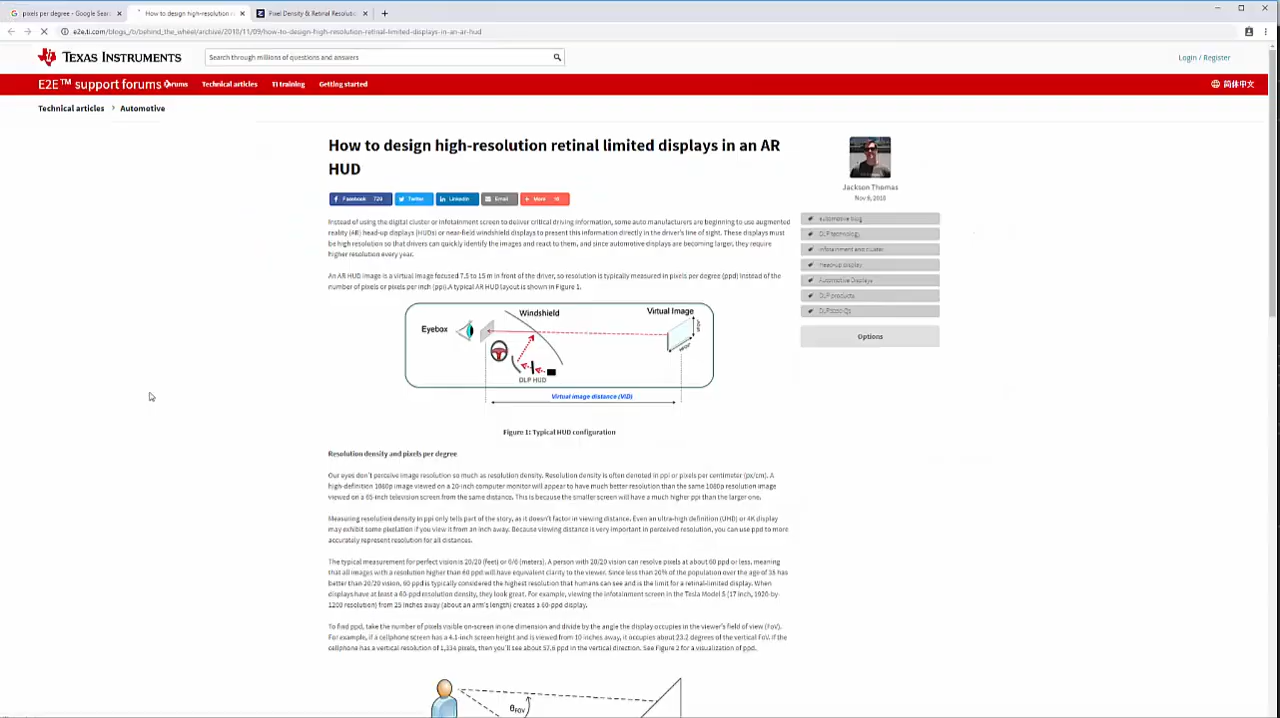 pixels per degree - Google Sear
How to design high-resolution r
Pixel Density & Retinal Resolutio
e2e.ti.com/blogs_/b/behind_the_wheel/archive/2018/11/09/how-to-design-high-resolution-retinal-limited-displays-in-an-ar-hud
TEXAS INSTRUMENTS
Search through millions of questions and answers
Login / Register
E2E™ support forums
Technical articles
TI training
Getting started
简体中文
Technical articles › Automotive
How to design high-resolution retinal limited displays in an AR
HUD
Jackson Thomas
Nov 9, 2018
Facebook 720
Twitter
LinkedIn
Email
More
Instead of using the digital cluster or infotainment screen to deliver critical driving information, some auto manufacturers are beginning to use augmented
reality (AR) head-up displays (HUDs) or near-field windshield displays to present this information directly in the driver's line of sight. These displays must
be high resolution so that drivers can quickly identify the images and react to them, and since automotive displays are becoming larger, they require
higher resolution every year.
An AR HUD image is a virtual image focused 7.5 to 15 m in front of the driver, so resolution is typically measured in pixels per degree (ppd) instead of the
number of pixels or pixels per inch (ppi). A typical AR HUD layout is shown in Figure 1.
automotive blog
DLP technology
infotainment and cluster
head-up display
Automotive Displays
DLP products
Options
Eyebox
Windshield
Virtual Image
DLP HUD
Virtual image distance (VID)
Figure 1: Typical HUD configuration
Resolution density and pixels per degree
Our eyes don't perceive image resolution so much as resolution density. Resolution density is often denoted in ppi or pixels per centimeter (px/cm). A
high-definition 1080p image viewed on a 20-inch computer monitor will appear to have much better resolution than the same 1080p resolution image
viewed on a 65-inch television screen from the same distance. This is because the smaller screen will have a much higher ppi than the larger one.
Measuring resolution density in ppi only tells part of the story, as it doesn't factor in viewing distance. Even an ultra-high definition (UHD) or 4K display
may exhibit some pixelation if you view it from an inch away. Because viewing distance is very important in perceived resolution, you can use ppd to more
accurately represent resolution for all distances.
The typical measurement for perfect vision is 20/20 (feet) or 6/6 (meters). A person with 20/20 vision can resolve pixels at about 60 ppd or less, meaning
that all images with a resolution higher than 60 ppd will have equivalent clarity to the viewer. Since less than 20% of the population over the age of 35 has
better than 20/20 vision, 60 ppd is typically considered the highest resolution that humans can see and is the limit for a retinal-limited display. When
displays have at least a 60-ppd resolution density, they look great. For example, viewing the infotainment screen in the Tesla Model S (17 inch, 1920-by-
1200 resolution) from 25 inches away (about an arm's length) creates a 60-ppd display.
To find ppd, take the number of pixels visible on-screen in one dimension and divide by the angle the display occupies in the viewer's field of view (FoV).
For example, if a cellphone screen has a 4.1-inch screen height and is viewed from 10 inches away, it occupies about 23.2 degrees of the vertical FoV. If the
cellphone has a vertical resolution of 1,334 pixels, then you'll see about 57.6 ppd in the vertical direction. See Figure 2 for a visualization of ppd.
θFOV